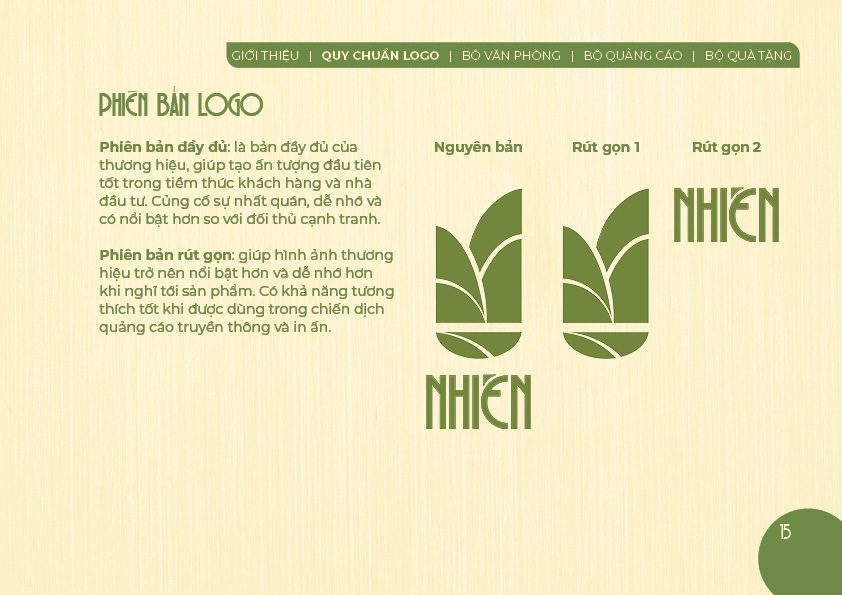 GIỚI THIỆU | QUY CHUẨN LOGO | BỘ VĂN PHÒNG | BỘ QUẢNG CÁO | BỘ QUÀ TẶNG
PHIÊN BẢN LOGO
Phiên bản đầy đủ: là bản đầy đủ của
thương hiệu, giúp tạo ấn tượng đầu tiên
tốt trong tiềm thức khách hàng và nhà
đầu tư. Củng cố sự nhất quán, dễ nhớ và
có nổi bật hơn so với đối thủ cạnh tranh.
Phiên bản rút gọn: giúp hình ảnh thương
hiệu trở nên nổi bật hơn và dễ nhớ hơn
khi nghĩ tới sản phẩm. Có khả năng tương
thích tốt khi được dùng trong chiến dịch
quảng cáo truyền thông và in ấn.
Nguyên bản
NHIÊN
Rút gọn 1
Rút gọn 2
NHIÊN
15